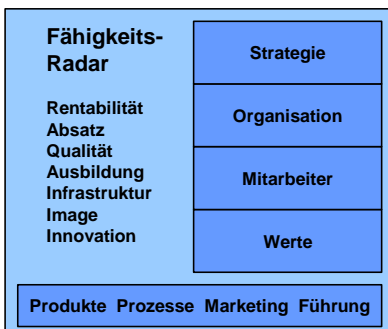 Fähigkeits-
Radar
Rentabilität
Absatz
Qualität
Ausbildung
Infrastruktur
Image
Innovation
Strategie
Organisation
Mitarbeiter
Werte
Produkte Prozesse Marketing Führung